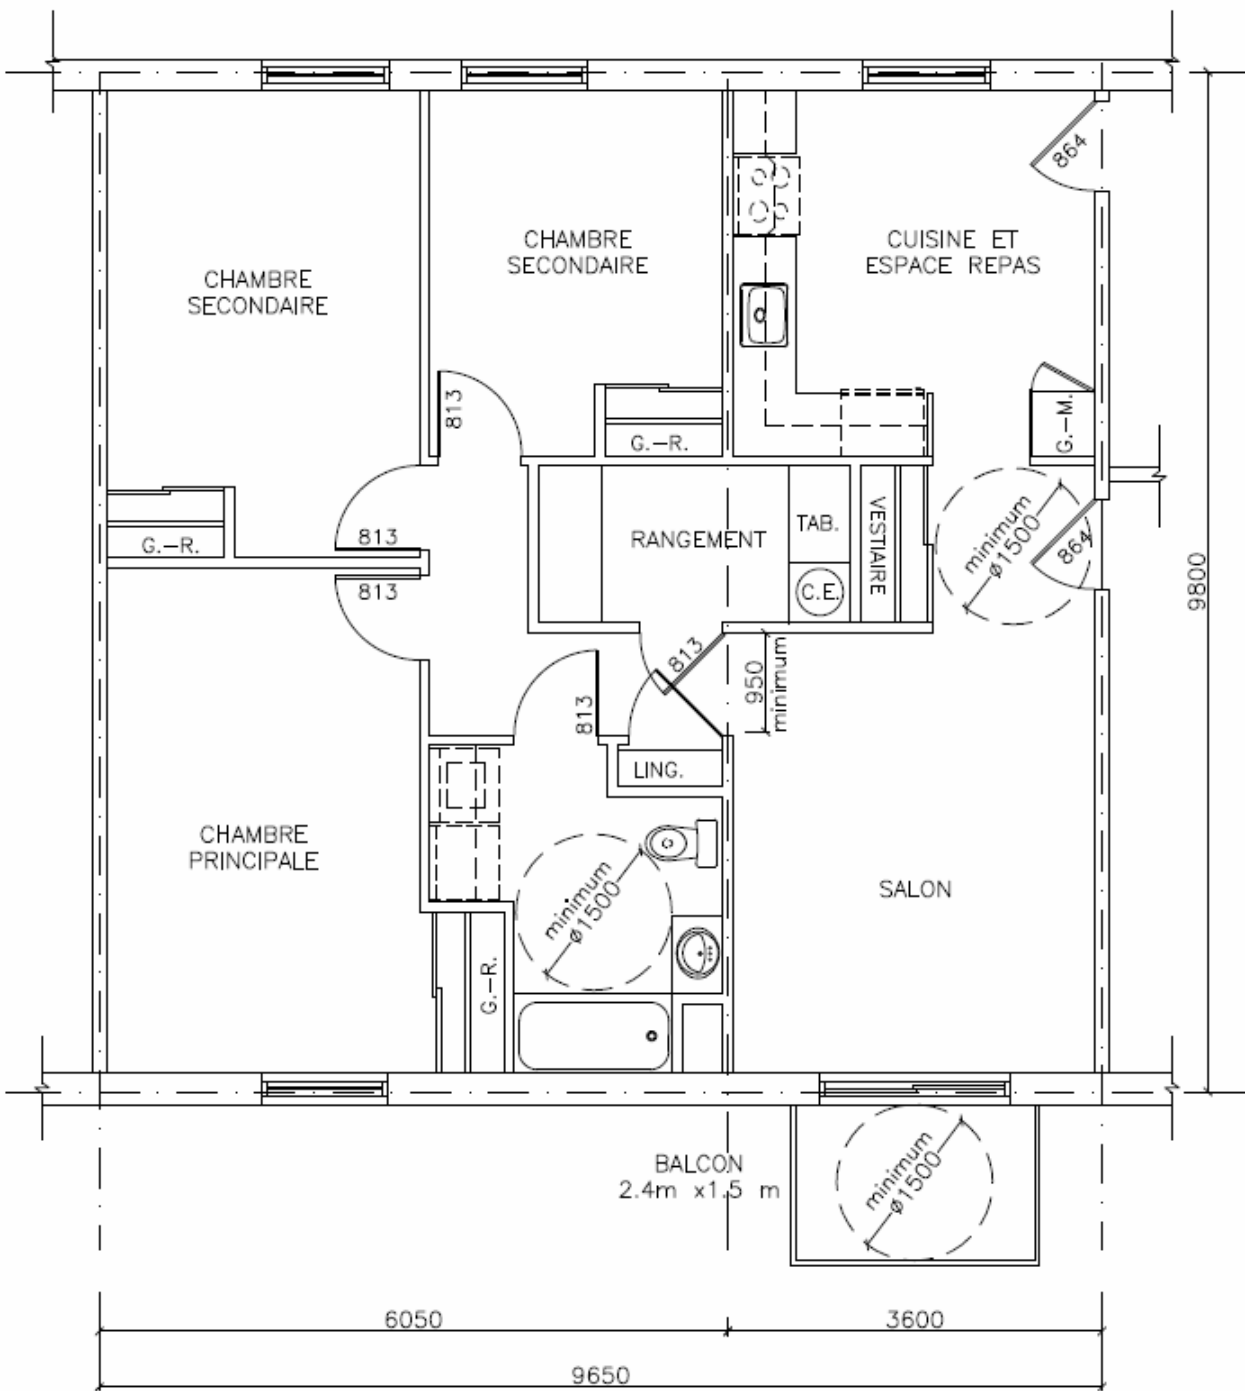 864
CHAMBRE
SECONDAIRE
CUISINE ET
ESPACE REPAS
CHAMBRE
SECONDAIRE
813
G.-M.
G.-R.
minimum
ø1500
TAB.
VESTIAIRE
RANGEMENT
813
G.-R.
864
9800
813
C.E.
813
950
minimum
813
LING.
CHAMBRE
PRINCIPALE
minimum
ø1500
SALON
G.-R.
minimum
ø1500
BALCON
2.4m x1.5 m
6050
3600
9650